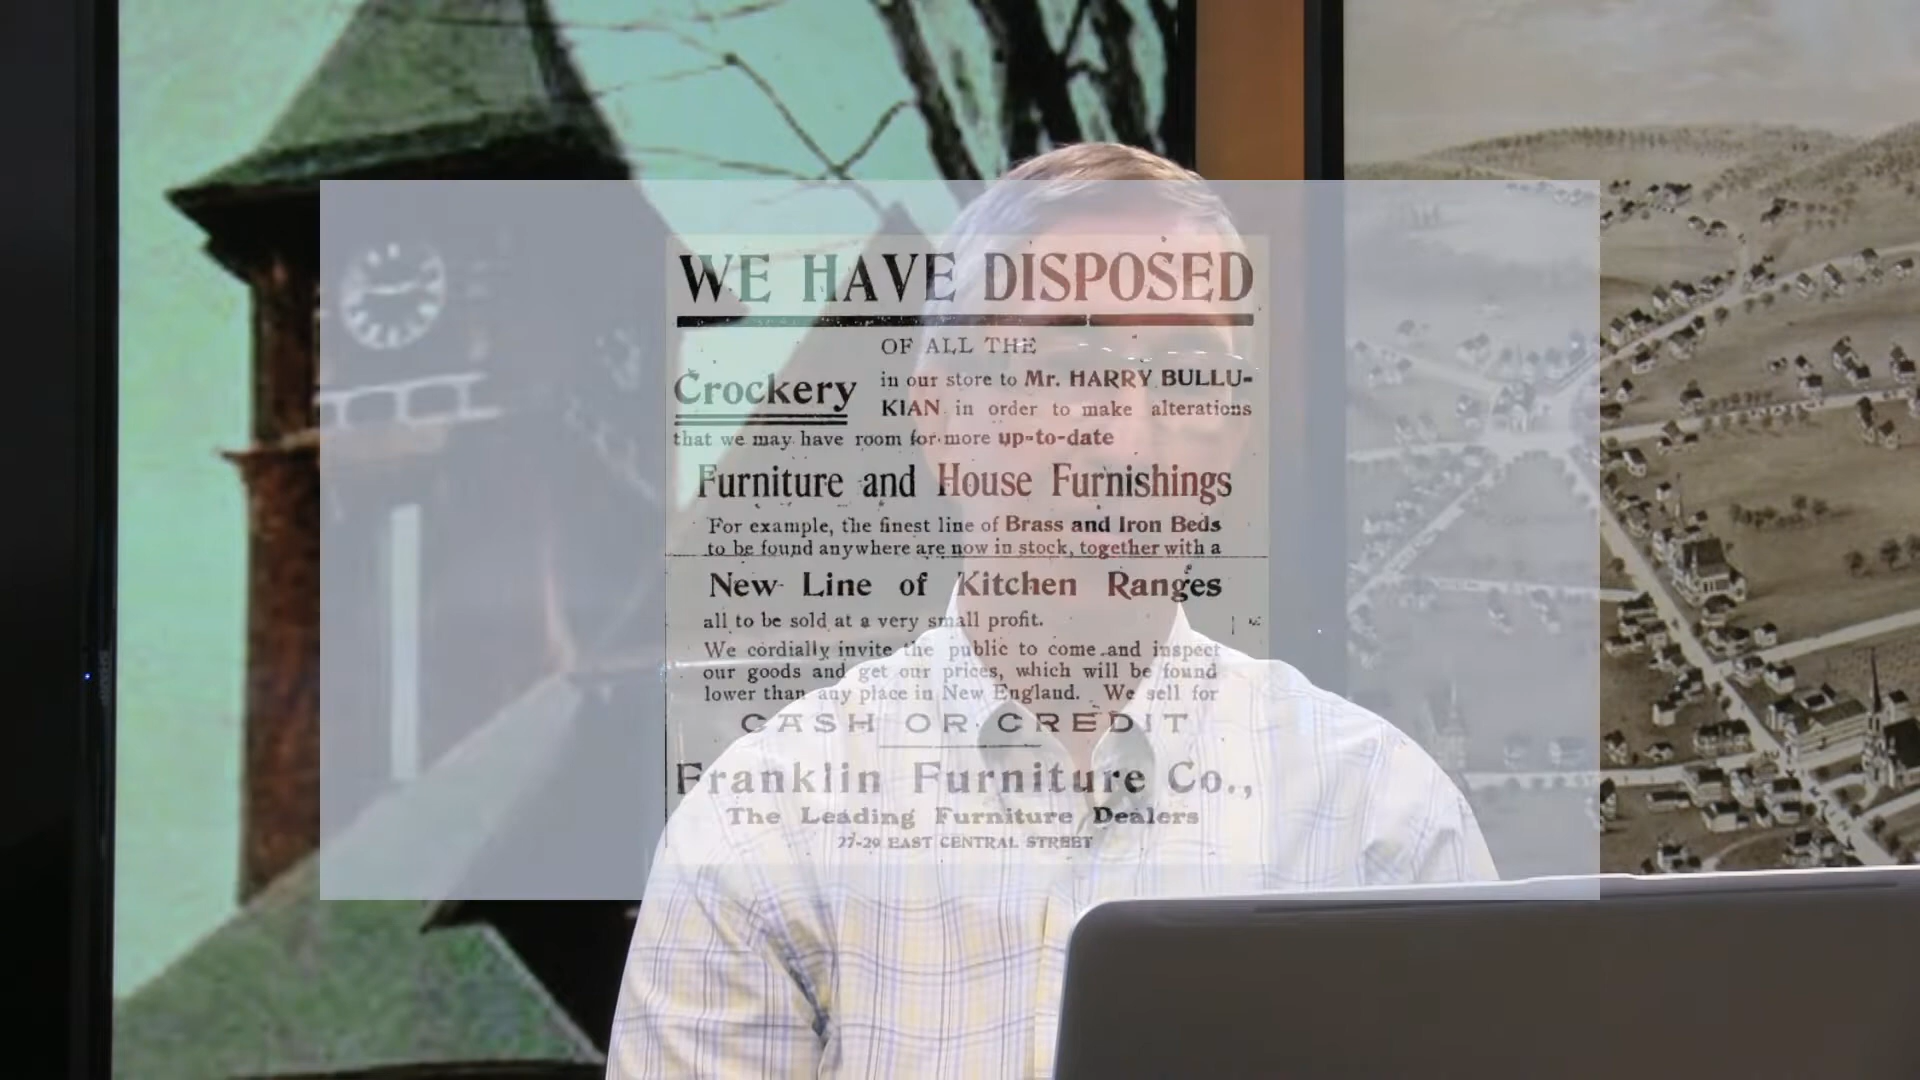 WE HAVE DISPOSED
OF ALL THE
Crockery in our store to Mr. HARRY BULLU-
KIAN in order to make alterations
that we may have room for more up-to-date
Furniture and House Furnishings
For example, the finest line of Brass and Iron Beds
to be found anywhere are now in stock, together with a
New Line of Kitchen Ranges
all to be sold at a very small profit.
We cordially invite the public to come and inspect
our goods and get our prices, which will be found
lower than any place in New England. We sell for
CASH OR CREDIT
Franklin Furniture Co.,
The Leading Furniture Dealers
27-29 EAST CENTRAL STREET